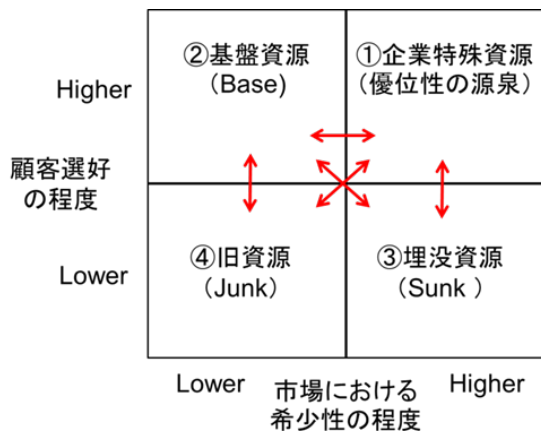 ②基盤資源
（Base)
①企業特殊資源
（優位性の源泉）
Higher
顧客選好
の程度
④旧資源
（Junk）
③埋没資源
（Sunk ）
Lower
Lower
市場における
希少性の程度
Higher